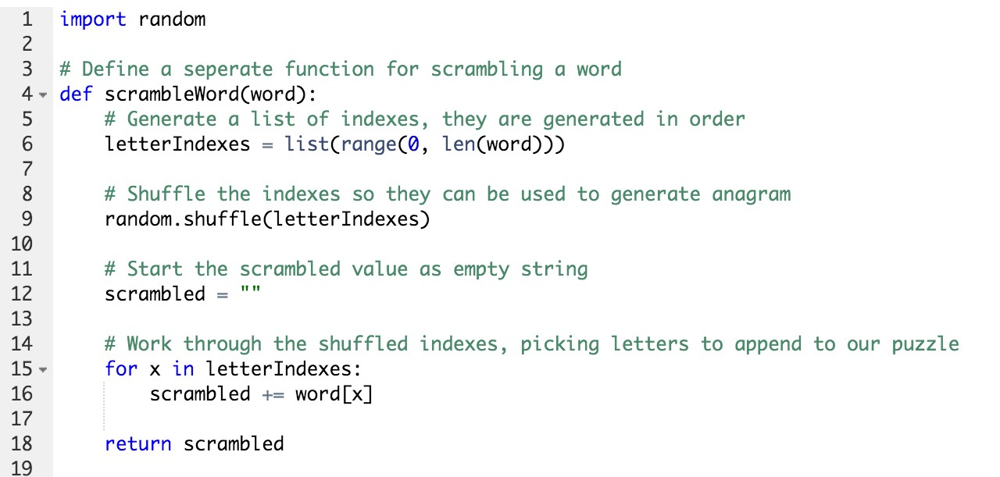 1 import random
2
3 # Define a seperate function for scrambling a word
4 def scrambleWord(word):
5     # Generate a list of indexes, they are generated in order
6     letterIndexes = list(range(0, len(word)))
7
8     # Shuffle the indexes so they can be used to generate anagram
9     random.shuffle(letterIndexes)
10
11     # Start the scrambled value as empty string
12     scrambled = ""
13
14     # Work through the shuffled indexes, picking letters to append to our puzzle
15     for x in letterIndexes:
16         scrambled += word[x]
17
18     return scrambled
19